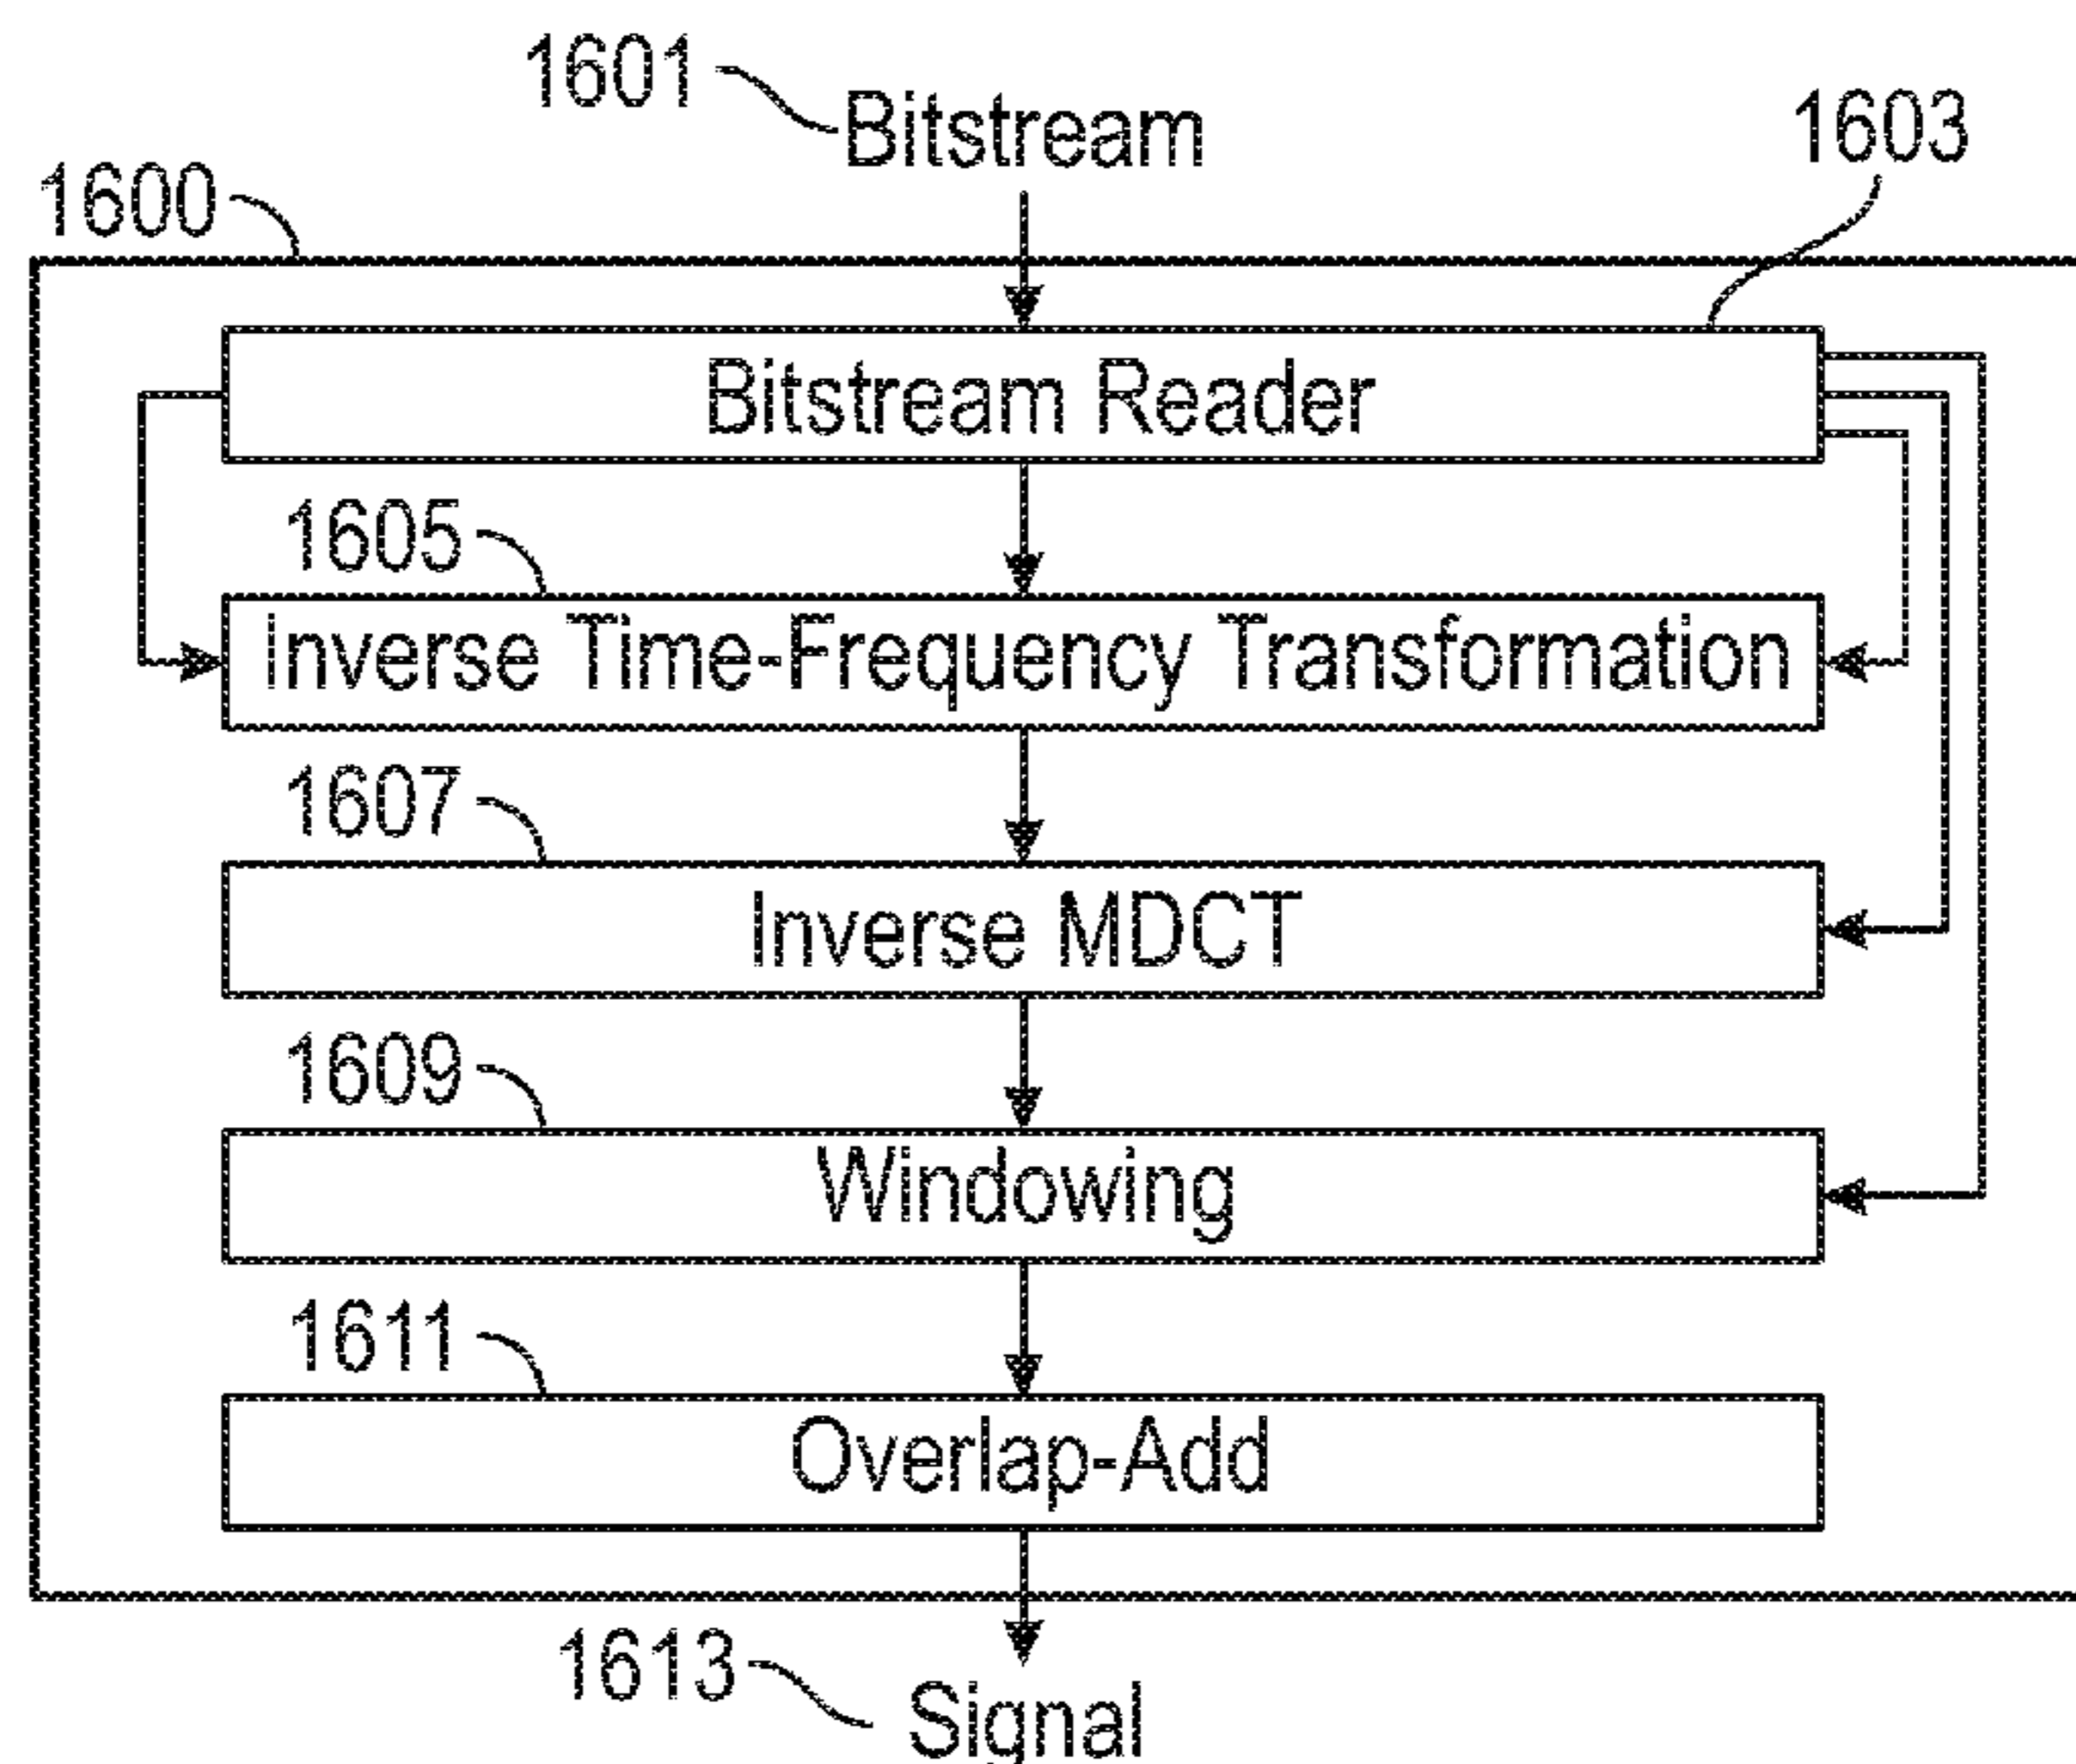 1601
Bitstream
1603
1600
Bitstream Reader
1605
Inverse Time-Frequency Transformation
1607
Inverse MDCT
1609
Windowing
1611
Overlap-Add
1613
Signal